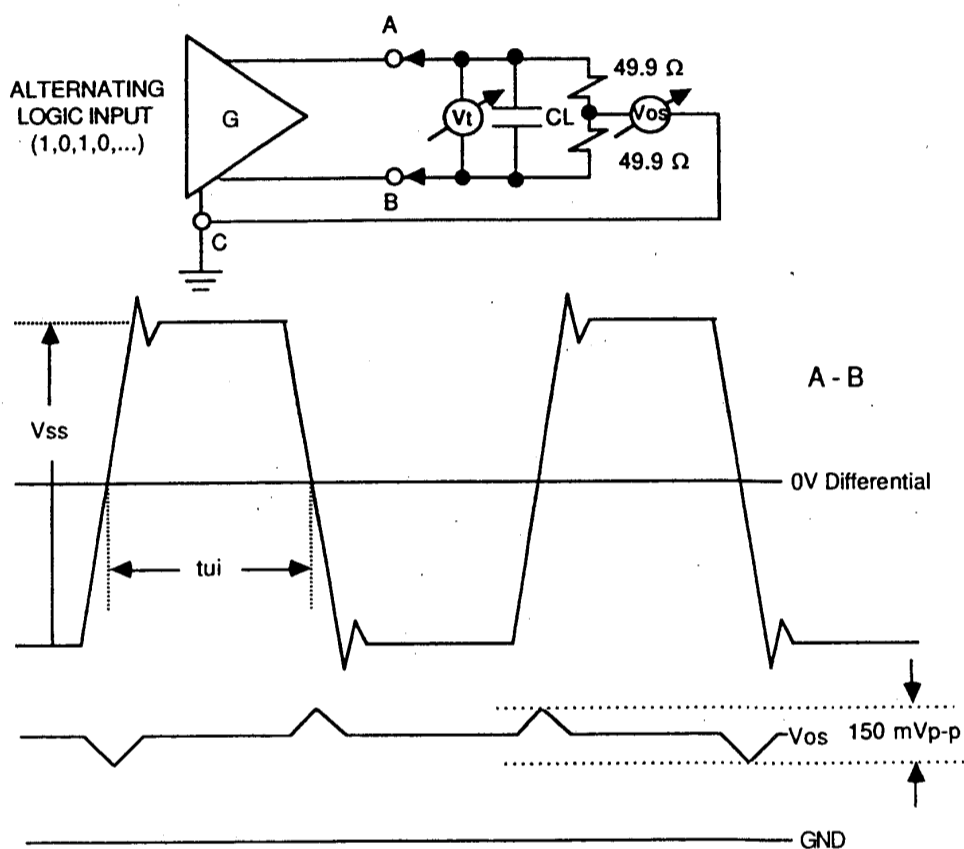 A
ALTERNATING
LOGIC INPUT
(1,0,1,0,...)
G
Vt
CL
49.9 Ω
Vos
49.9 Ω
B
C
A - B
Vss
0V Differential
tui
Vos
150 mVp-p
GND